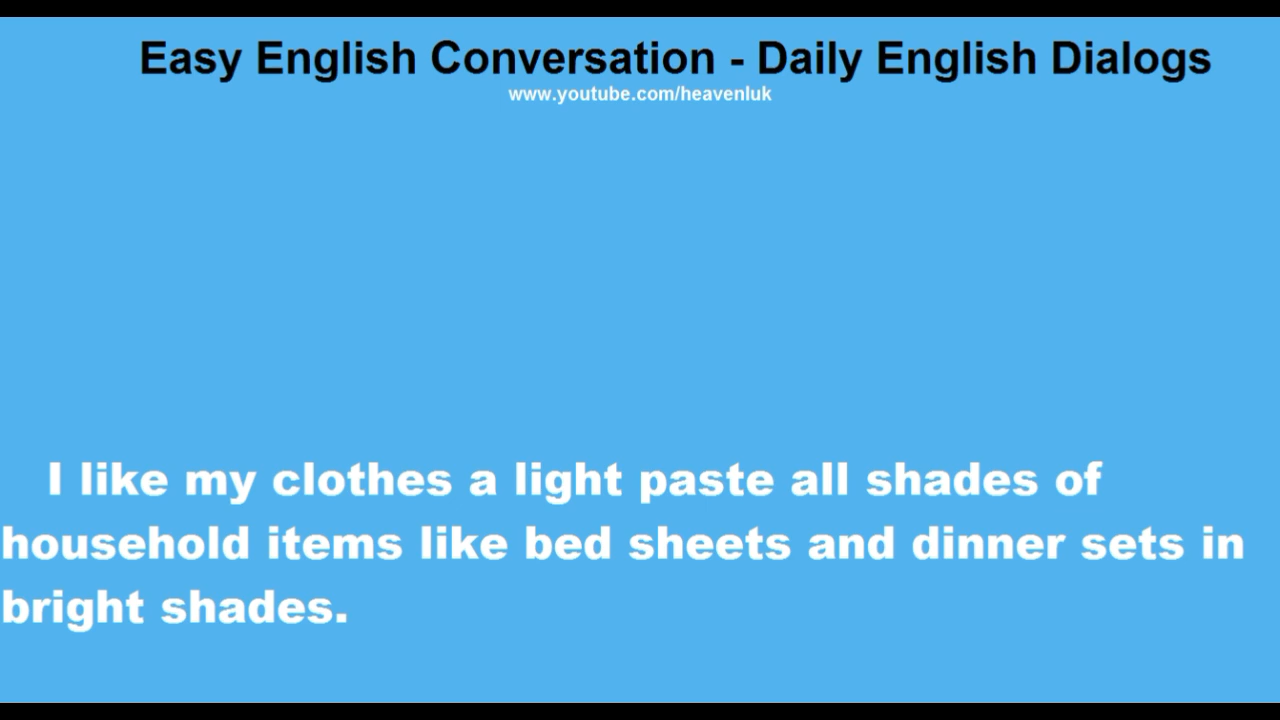 Easy English Conversation - Daily English Dialogs
www.youtube.com/heavenluk
I like my clothes a light paste all shades of
household items like bed sheets and dinner sets in
bright shades.